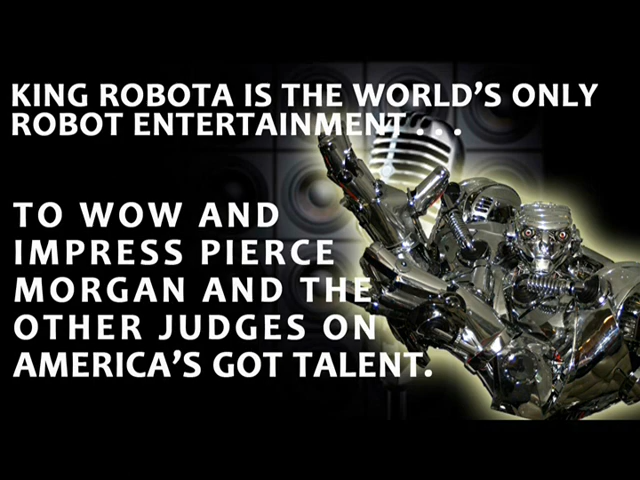 KING ROBOTA IS THE WORLD'S ONLY
ROBOT ENTERTAINMENT . . .
TO WOW AND
IMPRESS PIERCE
MORGAN AND THE
OTHER JUDGES ON
AMERICA'S GOT TALENT.